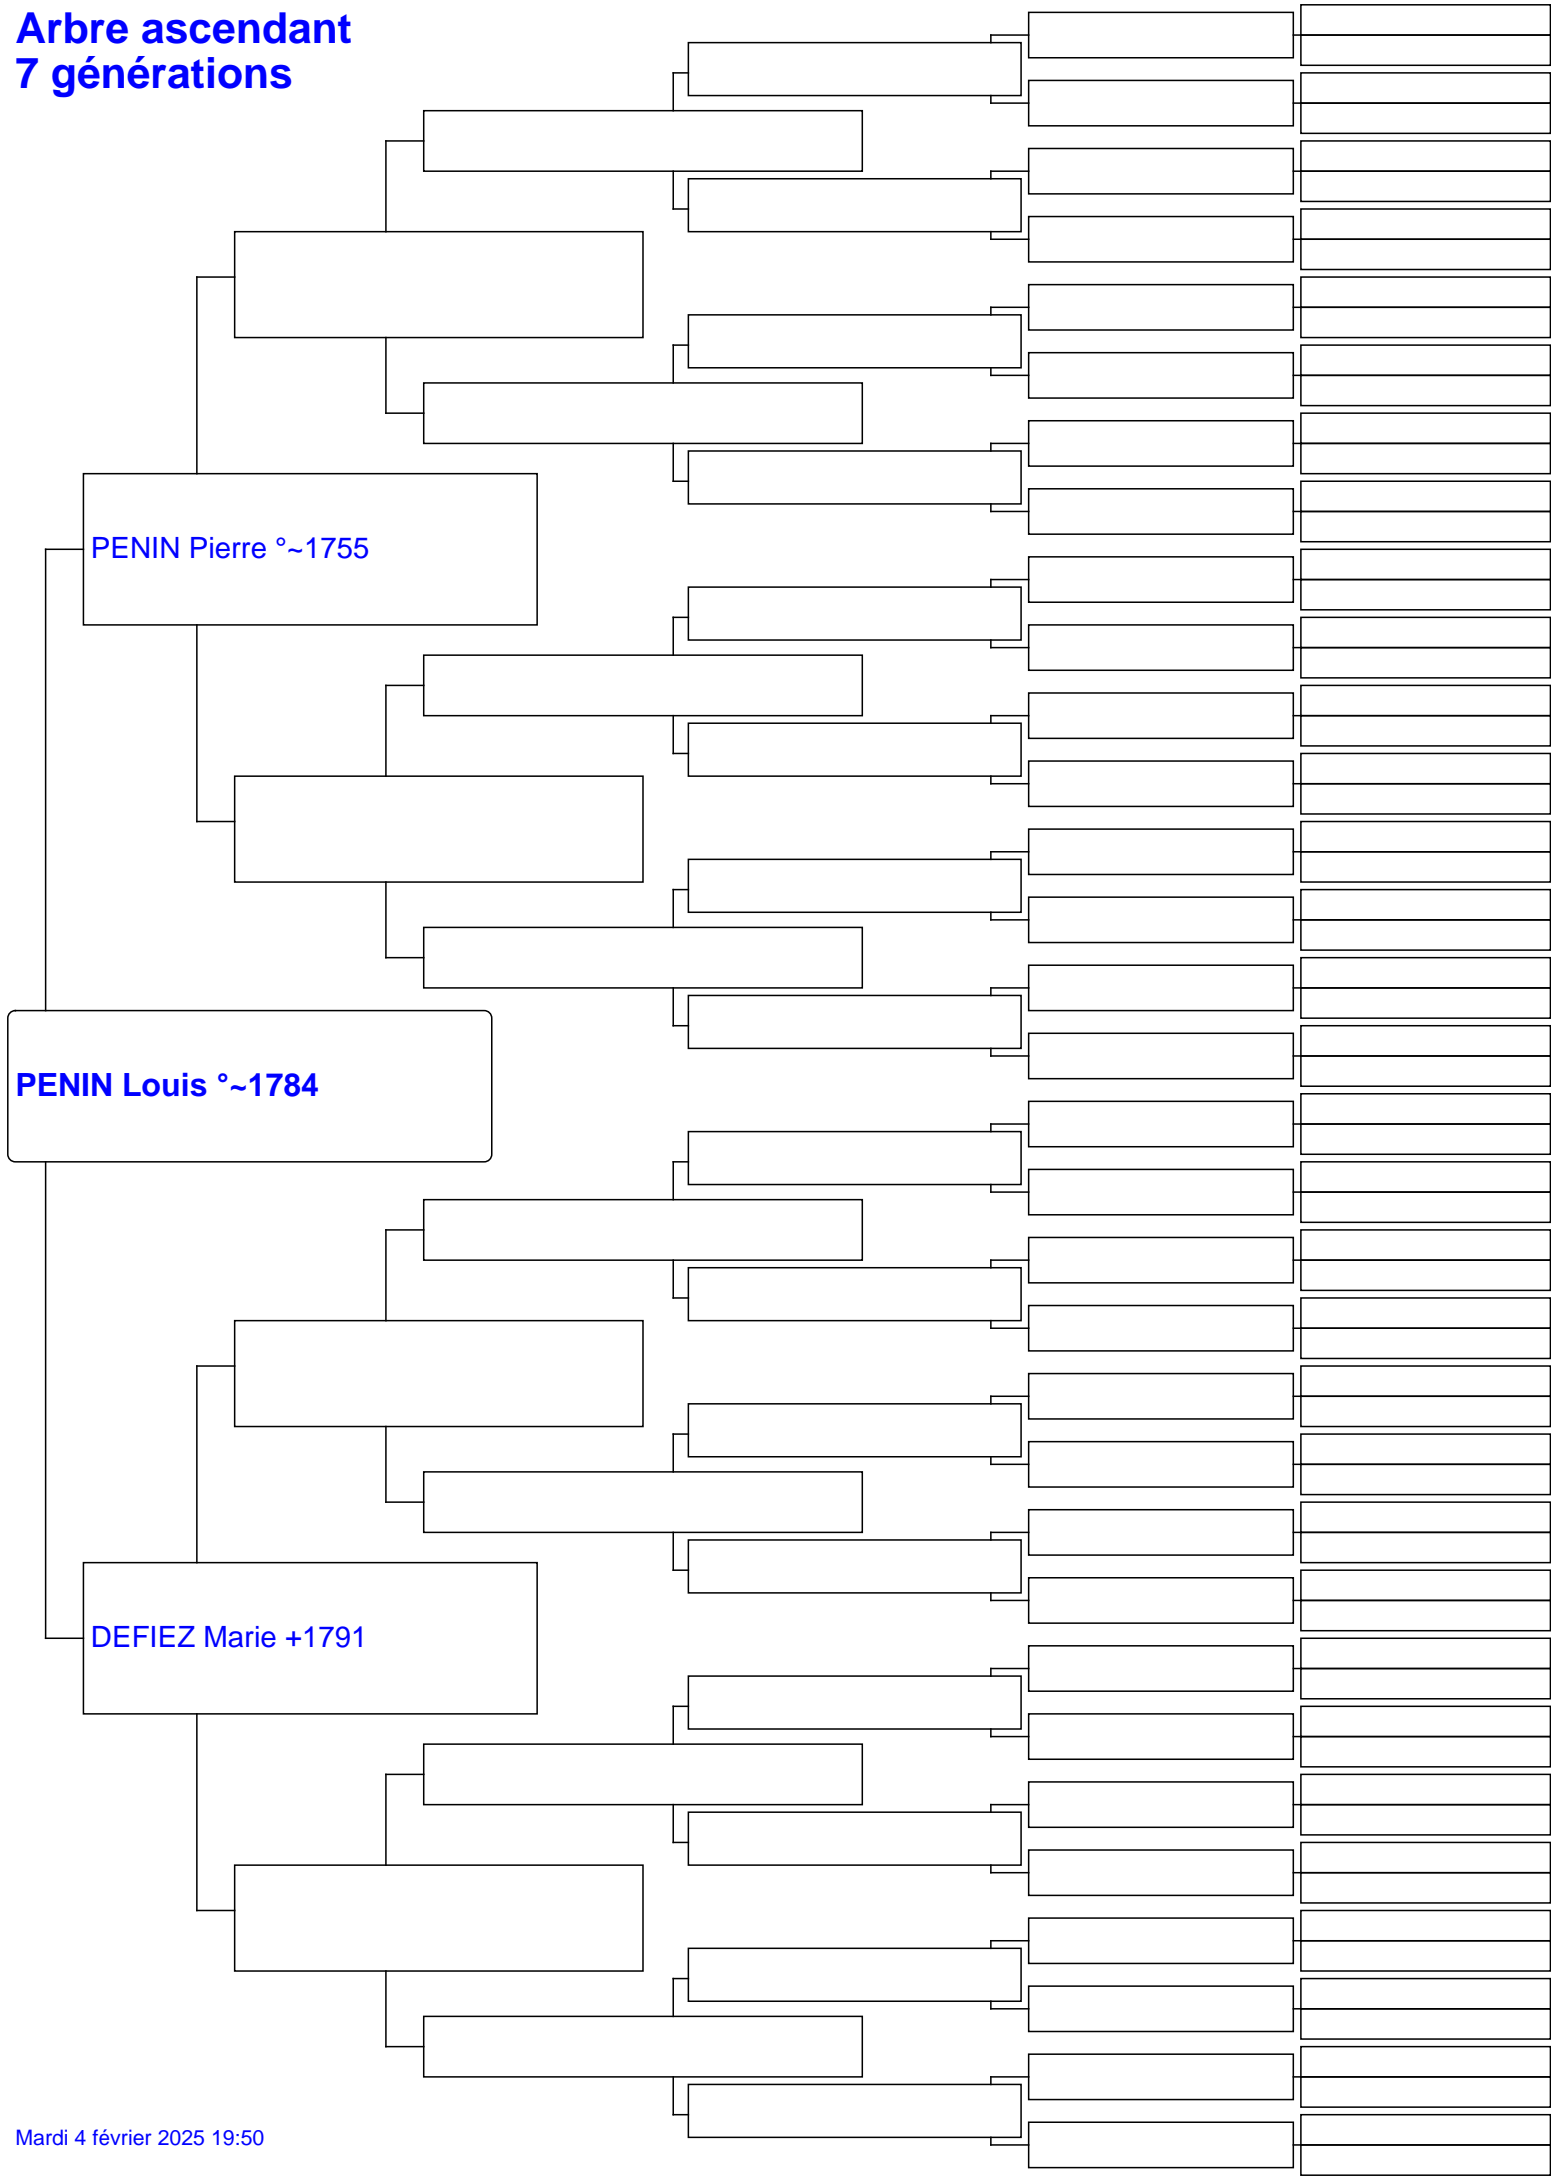 Arbre ascendant
7 générations
PENIN Pierre °~1755
PENIN Louis °~1784
DEFIEZ Marie +1791
Mardi 4 février 2025 19:50